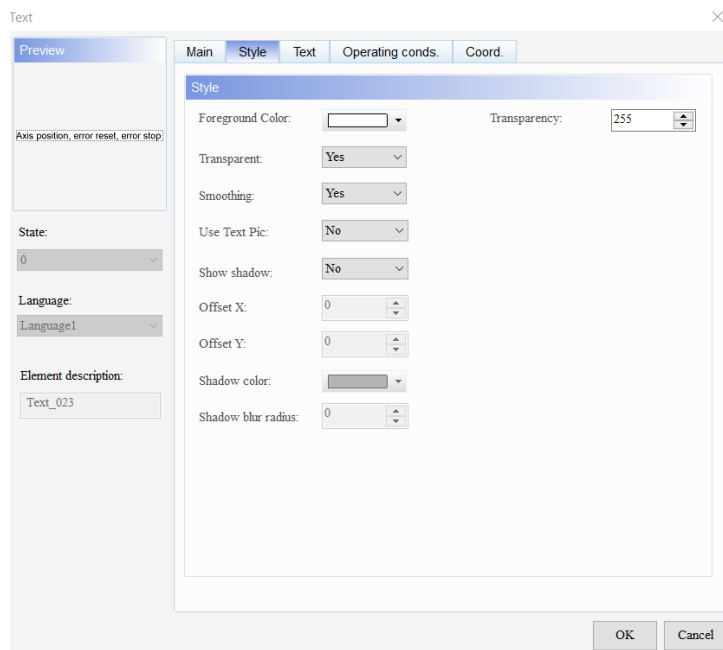 Text
Preview
Main Style Text Operating conds. Coord.
Style
Foreground Color: Transparency: 255
Axis position, error reset, error stop
Transparent: Yes
Smoothing: Yes
State:
Use Text Pic: No
0
Show shadow: No
Language:
Offset X: 0
Language1
Offset Y: 0
Element description:
Shadow color:
Text_023
Shadow blur radius: 0
OK Cancel